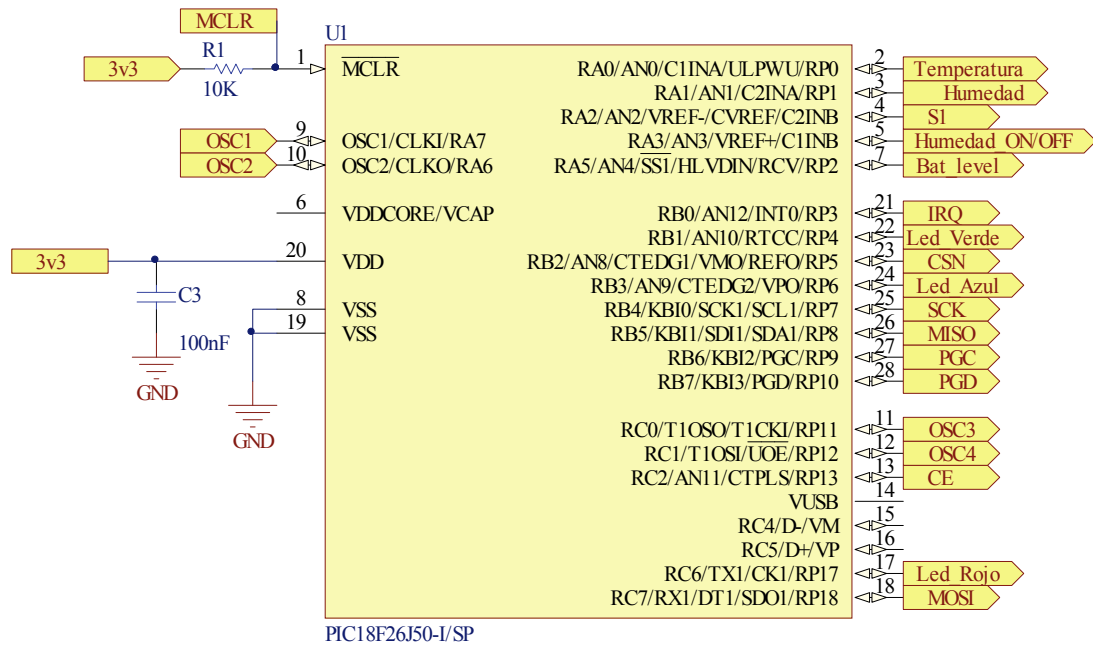 MCLR
U1
3v3
R1
10K
1
MCLR
RA0/AN0/C1INA/ULPWU/RP0
2
Temperatura
RA1/AN1/C2INA/RP1
3
Humedad
RA2/AN2/VREF-/CVREF/C2INB
4
S1
OSC1
9
OSC1/CLKI/RA7
RA3/AN3/VREF+/C1INB
5
Humedad_ON/OFF
OSC2
10
OSC2/CLKO/RA6
RA5/AN4/SS1/HLVDIN/RCV/RP2
7
Bat_level
6
VDDCORE/VCAP
RB0/AN12/INT0/RP3
21
IRQ
RB1/AN10/RTCC/RP4
22
Led_Verde
3v3
20
VDD
RB2/AN8/CTEDG1/VMO/REFO/RP5
23
CSN
RB3/AN9/CTEDG2/VPO/RP6
24
Led_Azul
C3
100nF
GND
8
VSS
RB4/KBI0/SCK1/SCL1/RP7
25
SCK
19
VSS
RB5/KBI1/SDI1/SDA1/RP8
26
MISO
RB6/KBI2/PGC/RP9
27
PGC
RB7/KBI3/PGD/RP10
28
PGD
GND
RC0/T1OSO/T1CKI/RP11
11
OSC3
RC1/T1OSI/UOE/RP12
12
OSC4
RC2/AN11/CTPLS/RP13
13
CE
VUSB
14
RC4/D-/VM
15
RC5/D+/VP
16
RC6/TX1/CK1/RP17
17
Led_Rojo
RC7/RX1/DT1/SDO1/RP18
18
MOSI
PIC18F26J50-I/SP